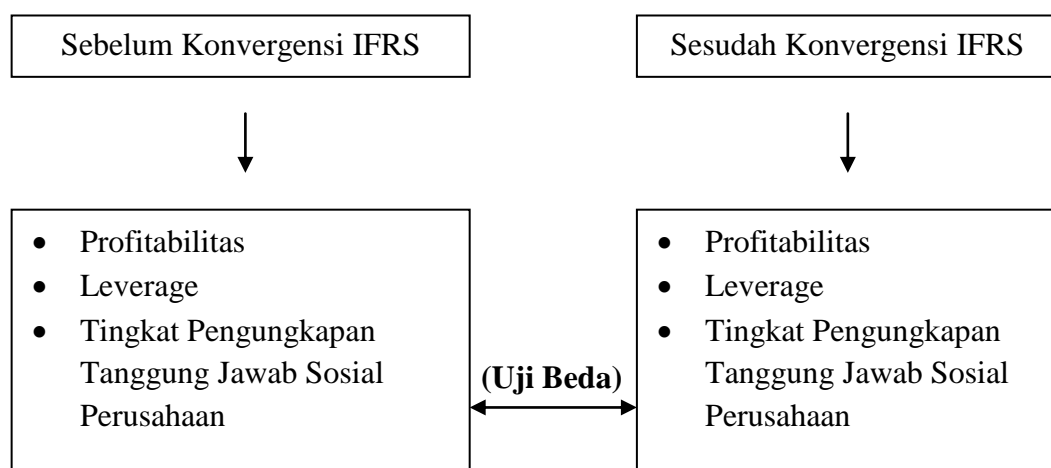 Sebelum Konvergensi IFRS
Sesudah Konvergensi IFRS
• Profitabilitas
• Leverage
• Tingkat Pengungkapan
Tanggung Jawab Sosial
Perusahaan
(Uji Beda)
• Profitabilitas
• Leverage
• Tingkat Pengungkapan
Tanggung Jawab Sosial
Perusahaan